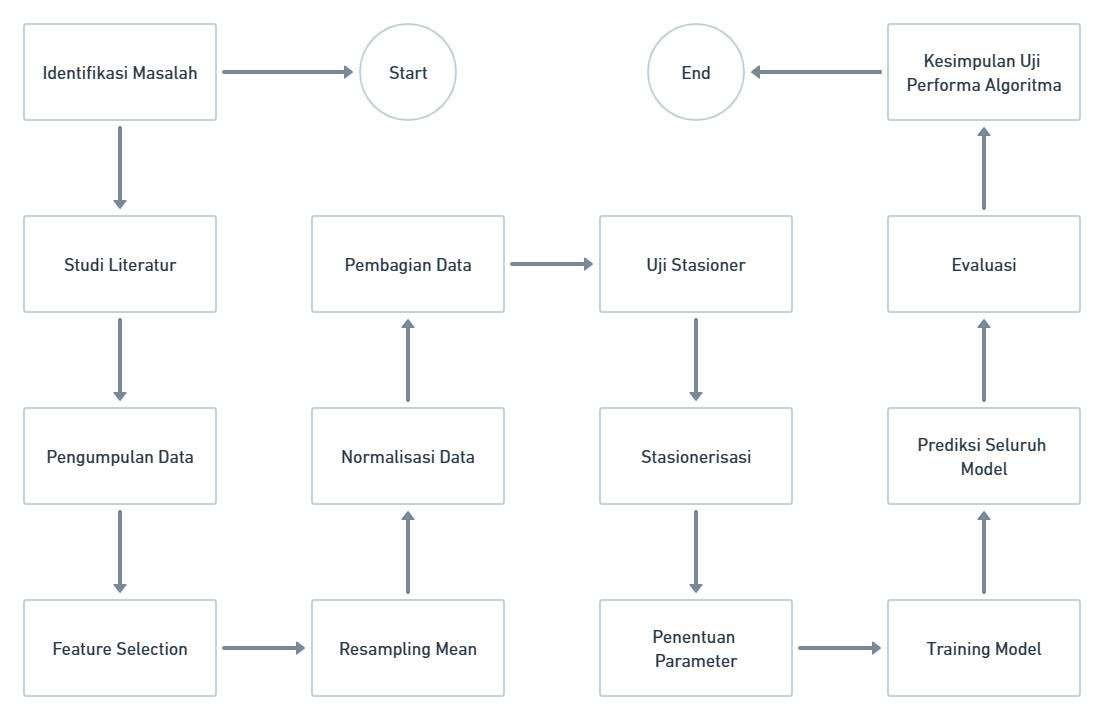 Identifikasi Masalah
Start
End
Kesimpulan Uji
Performa Algoritma
Studi Literatur
Pembagian Data
Uji Stasioner
Evaluasi
Pengumpulan Data
Normalisasi Data
Stasionerisasi
Prediksi Seluruh
Model
Feature Selection
Resampling Mean
Penentuan
Parameter
Training Model